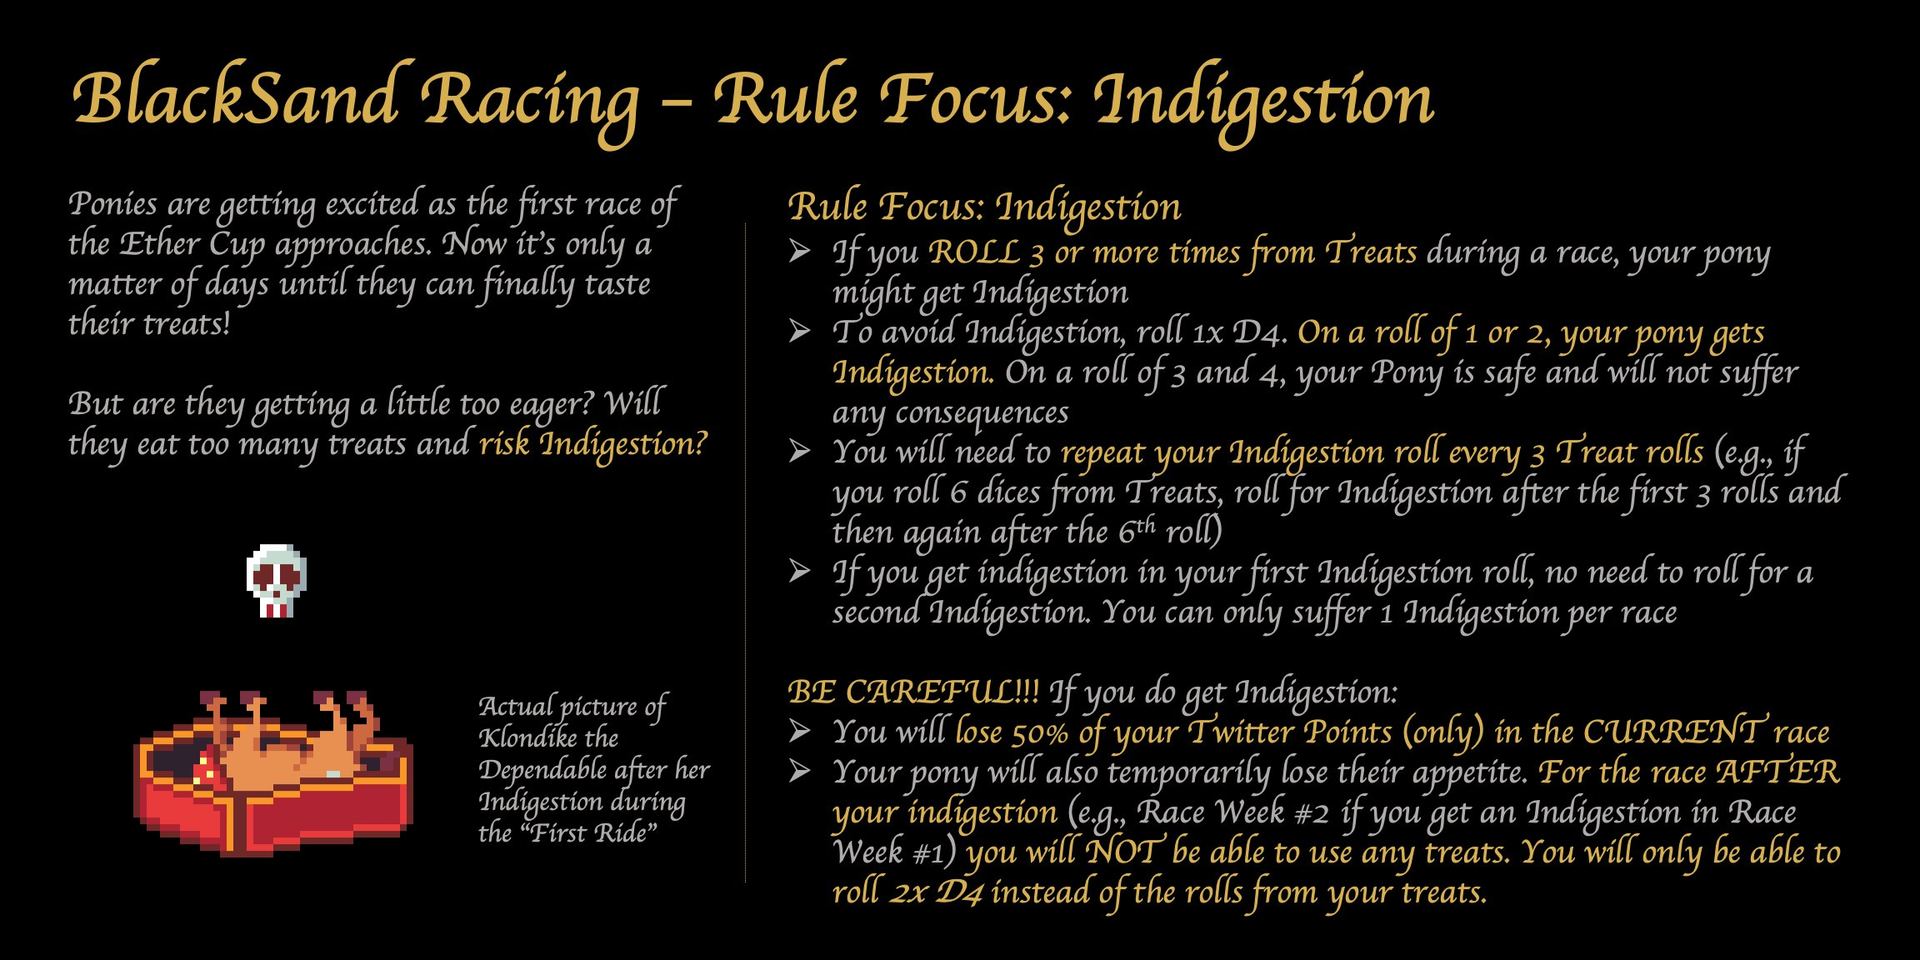 BlackSand Racing – Rule Focus: Indigestion
Ponies are getting excited as the first race of
the Ether Cup approaches. Now it's only a
matter of days until they can finally taste
their treats!
But are they getting a little too eager? Will
they eat too many treats and risk Indigestion?
Actual picture of
Klondike the
Dependable after her
Indigestion during
the “First Ride”
Rule Focus: Indigestion
➢ If you ROLL 3 or more times from Treats during a race, your pony
might get Indigestion
➢ To avoid Indigestion, roll 1x D4. On a roll of 1 or 2, your pony gets
Indigestion. On a roll of 3 and 4, your Pony is safe and will not suffer
any consequences
➢ You will need to repeat your Indigestion roll every 3 Treat rolls (e.g., if
you roll 6 dices from Treats, roll for Indigestion after the first 3 rolls and
then again after the 6th roll)
➢ If you get indigestion in your first Indigestion roll, no need to roll for a
second Indigestion. You can only suffer 1 Indigestion per race
BE CAREFUL!!! If you do get Indigestion:
➢ You will lose 50% of your Twitter Points (only) in the CURRENT race
➢ Your pony will also temporarily lose their appetite. For the race AFTER
your indigestion (e.g., Race Week #2 if you get an Indigestion in Race
Week #1) you will NOT be able to use any treats. You will only be able to
roll 2x D4 instead of the rolls from your treats.